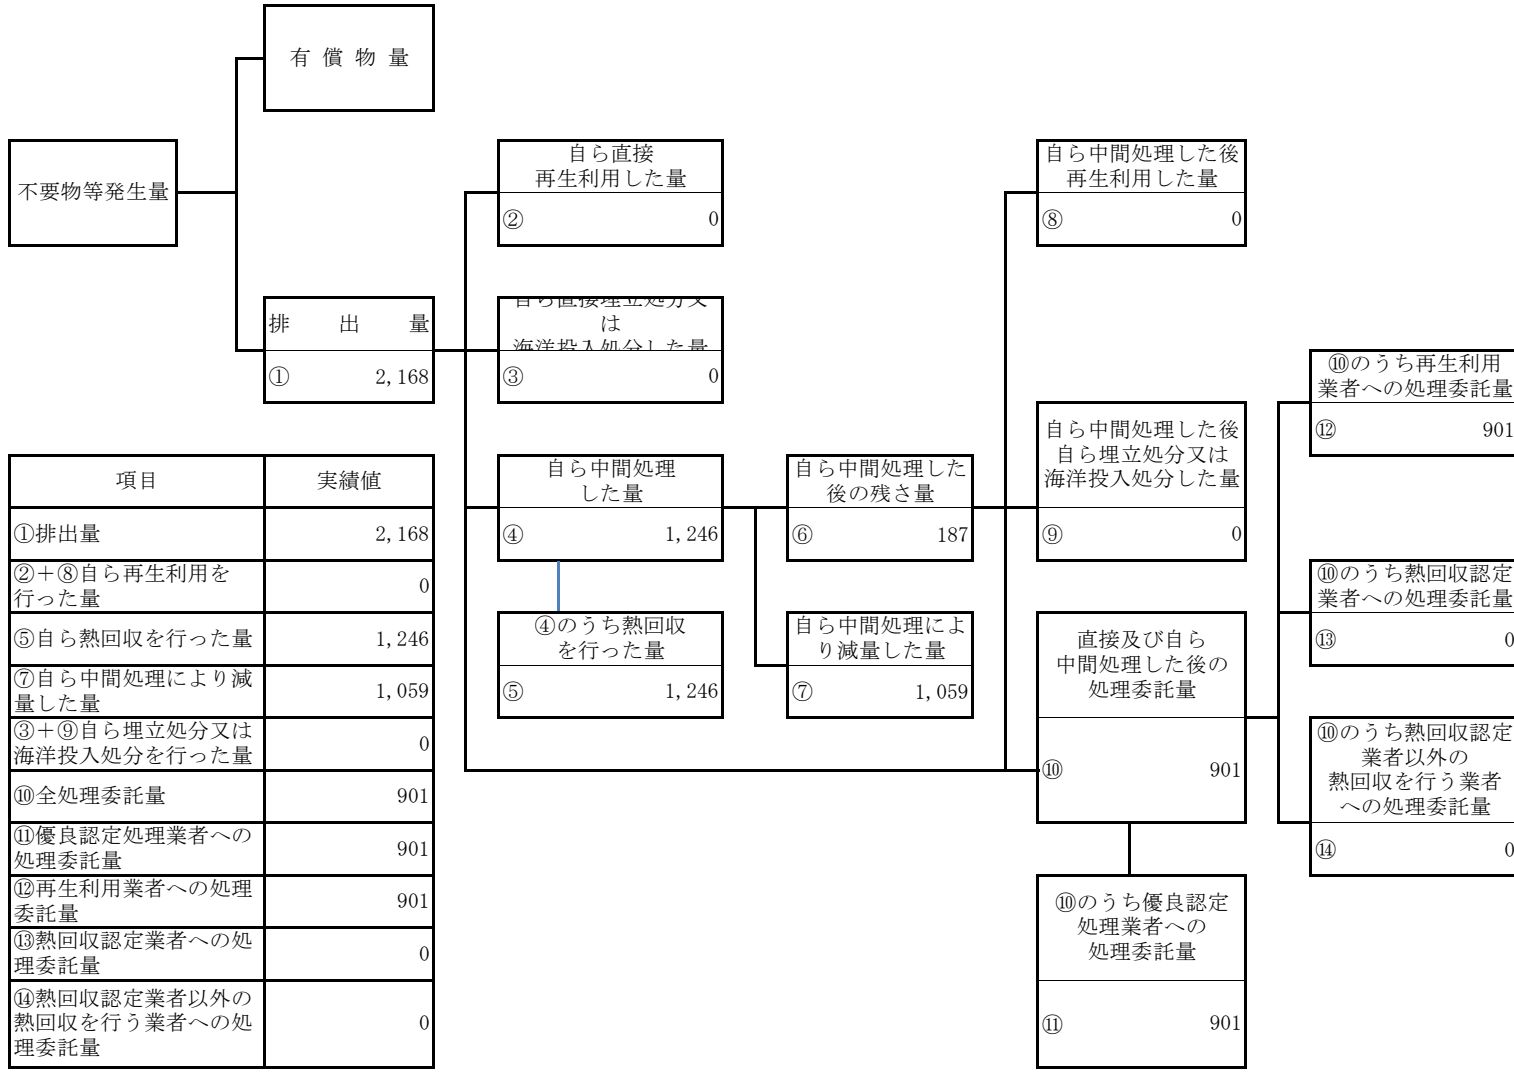 有償物量
不要物等発生量
排出量
① 2,168
自ら直接
再生利用した量
② 0
自ら直接埋立処分又
は
海洋投入処分した量
③ 0
自ら中間処理
した量
④ 1,246
④のうち熱回収
を行った量
⑤ 1,246
自ら中間処理した
後の残さ量
⑥ 187
自ら中間処理によ
り減量した量
⑦ 1,059
自ら中間処理した後
再生利用した量
⑧ 0
自ら中間処理した後
自ら埋立処分又は
海洋投入処分した量
⑨ 0
直接及び自ら
中間処理した後の
処理委託量
⑩ 901
⑩のうち優良認定
処理業者への
処理委託量
⑪ 901
⑩のうち再生利用
業者への処理委託量
⑫ 901
⑩のうち熱回収認定
業者への処理委託量
⑬ 0
⑩のうち熱回収認定
業者以外の
熱回収を行う業者
への処理委託量
⑭ 0
項目 実績値
①排出量 2,168
②+⑧自ら再生利用を
行った量 0
⑤自ら熱回収を行った量 1,246
⑦自ら中間処理により減
量した量 1,059
③+⑨自ら埋立処分又は
海洋投入処分を行った量 0
⑩全処理委託量 901
⑪優良認定処理業者への
処理委託量 901
⑫再生利用業者への処理
委託量 901
⑬熱回収認定業者への処
理委託量 0
⑭熱回収認定業者以外の
熱回収を行う業者への処
理委託量 0